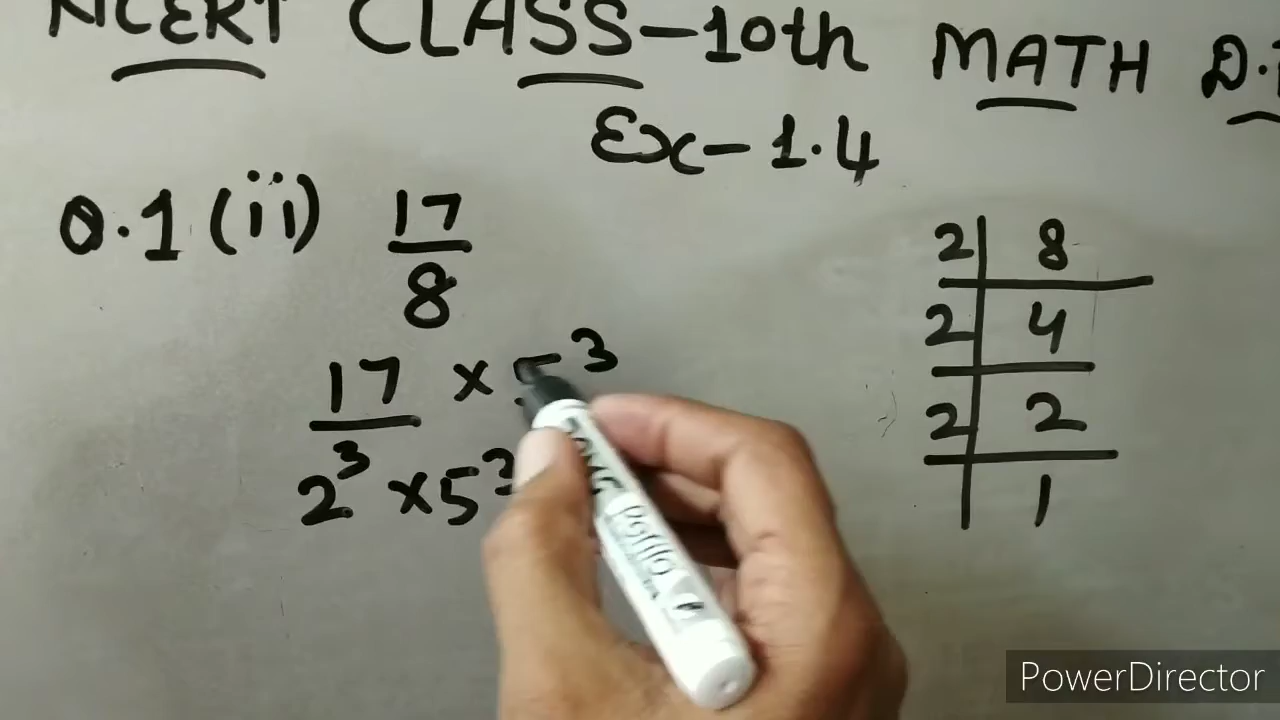 NCERT CLASS-10th MATH
Ex-1.4
Q.1 (ii) 17/8
17 × 5³
2³ × 5³
2 | 8
2 | 4
2 | 2
1
Rorito
PowerDirector